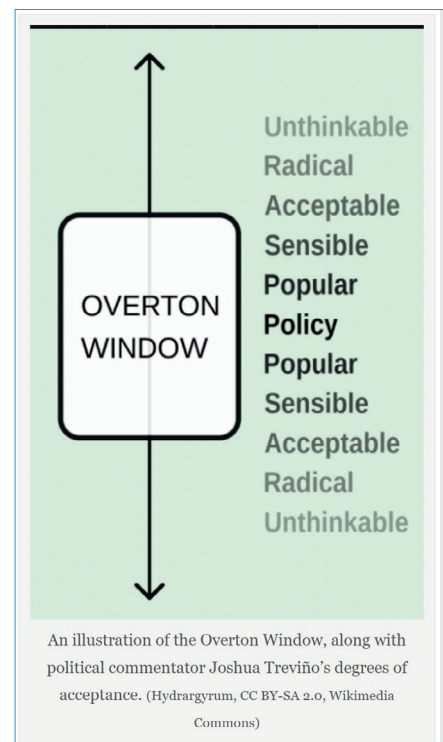 Unthinkable
Radical
Acceptable
Sensible
Popular
OVERTON
WINDOW
Policy
Popular
Sensible
Acceptable
Radical
Unthinkable
An illustration of the Overton Window, along with
political commentator Joshua Treviño’s degrees of
acceptance. (Hydrargyrum, CC BY-SA 2.0, Wikimedia
Commons)